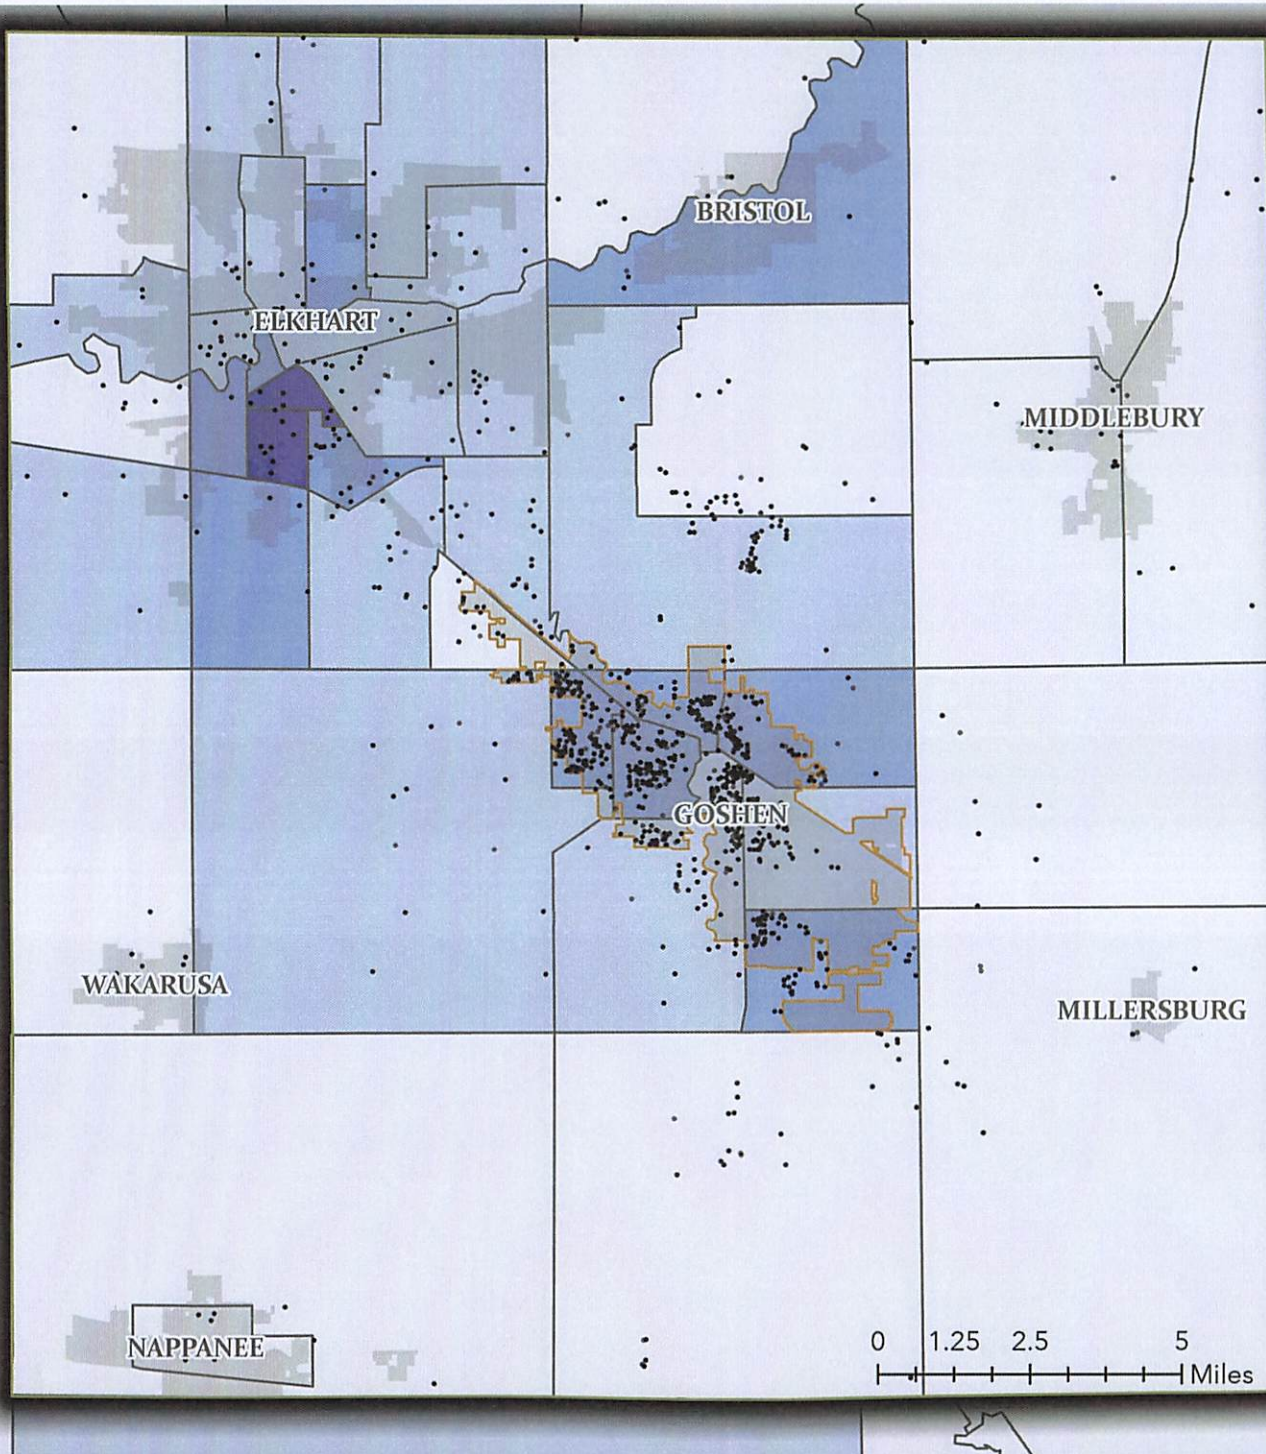 BRISTOL
ELKHART
MIDDLEBURY
GOSHEN
WAKARUSA
MILLERSBURG
NAPPANEE
0 1.25 2.5 5
Miles